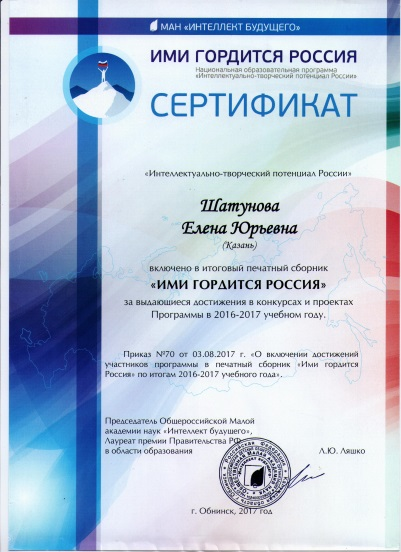 МАН «ИНТЕЛЛЕКТ БУДУЩЕГО»
ИМИ ГОРДИТСЯ РОССИЯ
Национальная образовательная программа
«Интеллектуально-творческий потенциал России»
СЕРТИФИКАТ
«Интеллектуально-творческий потенциал России»
Шатунова
Елена Юрьевна
(Казань)
включено в итоговый печатный сборник
«ИМИ ГОРДИТСЯ РОССИЯ»
за выдающиеся достижения в конкурсах и проектах
Программы в 2016-2017 учебном году.
Приказ №70 от 03.08.2017 г. «О включении достижений
участников программы в печатный сборник «Ими гордится
Россия» по итогам 2016-2017 учебного года».
Председатель Общероссийской Малой
академии наук «Интеллект будущего»,
Лауреат премии Правительства РФ
в области образования
Л.Ю. Ляшко
г. Обнинск, 2017 год